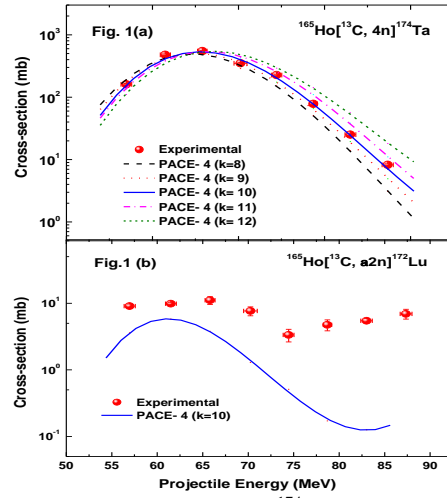 Fig. 1(a)
¹⁶⁵Ho[¹³C, 4n]¹⁷⁴Ta
Cross-section (mb)
10³
10²
10¹
10⁰
Experimental
PACE- 4 (k=8)
PACE- 4 (k= 9)
PACE- 4 (k= 10)
PACE- 4 (k= 11)
PACE- 4 (k= 12)
Fig.1 (b)
¹⁶⁵Ho[¹³C, a2n]¹⁷²Lu
Cross-section (mb)
10¹
10⁰
10⁻¹
Experimental
PACE- 4 (k=10)
50 55 60 65 70 75 80 85 90
Projectile Energy (MeV)